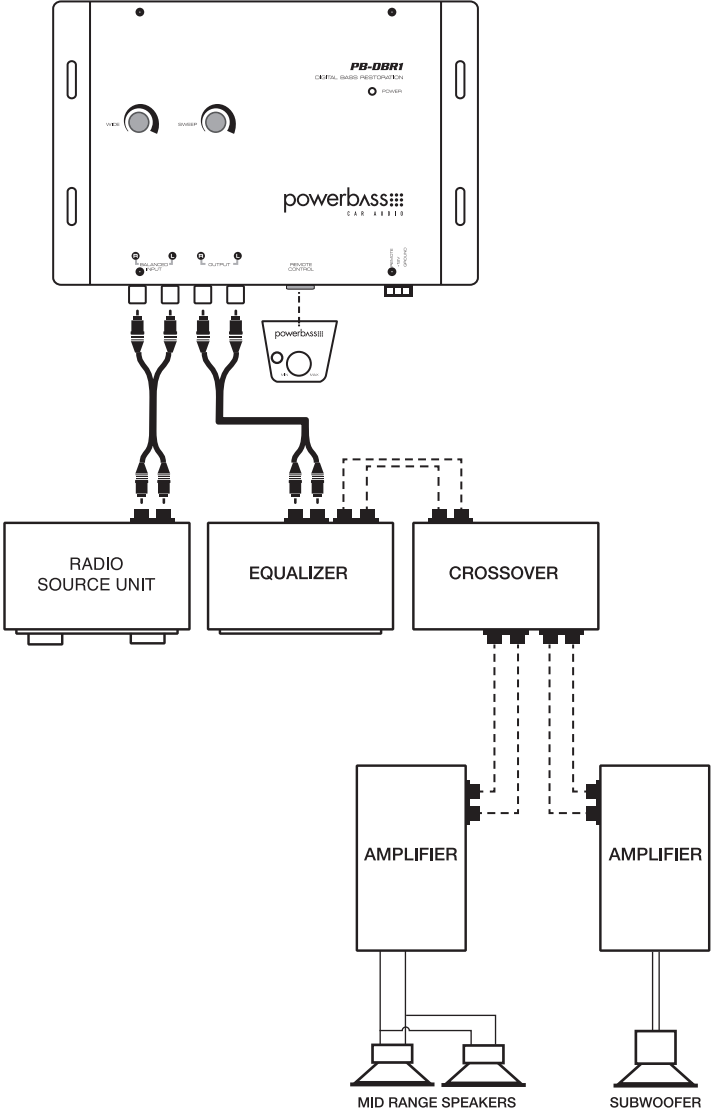 PB-DBR1
DIGITAL BASS RESTORATION
POWER
WIDE
SWEEP
powerbass
CAR AUDIO
R
L
R
L
BALANCED
INPUT
OUTPUT
REMOTE
CONTROL
REMOTE
+12V
GROUND
powerbass
MIN
MAX
RADIO
SOURCE UNIT
EQUALIZER
CROSSOVER
AMPLIFIER
AMPLIFIER
MID RANGE SPEAKERS
SUBWOOFER